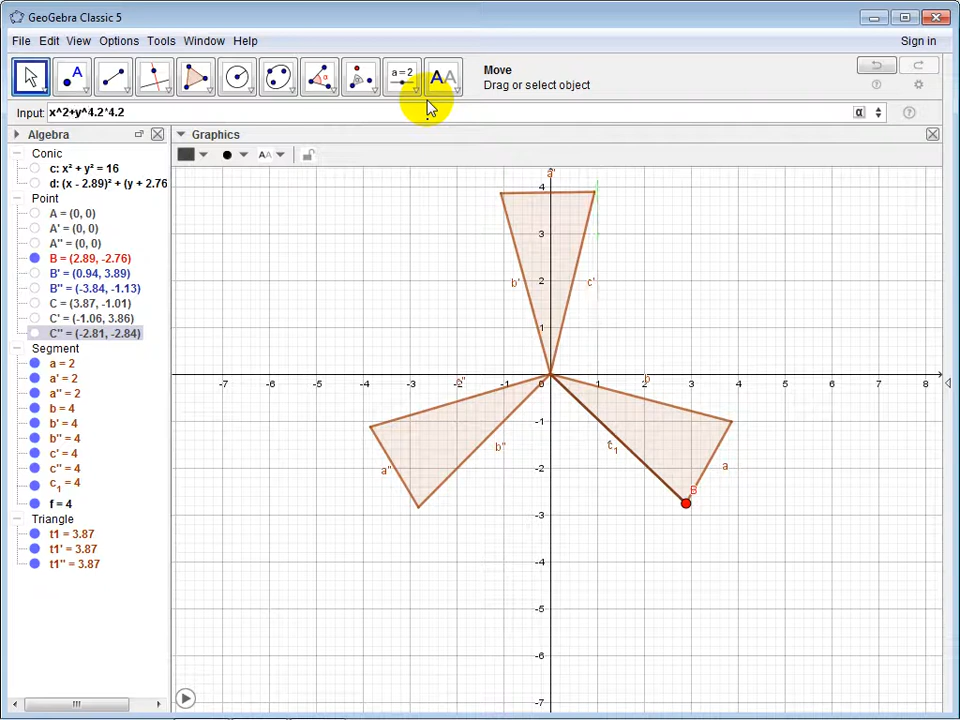 GeoGebra Classic 5
File Edit View Options Tools Window Help Sign in
A a=2 AA Move
Drag or select object
Input: x^2+y^4.2*4.2 α
Algebra Graphics
AA
Conic
c: x² + y² = 16
d: (x - 2.89)² + (y + 2.76
Point
A = (0, 0)
A' = (0, 0)
A'' = (0, 0)
B = (2.89, -2.76)
B' = (0.94, 3.89)
B'' = (-3.84, -1.13)
C = (3.87, -1.01)
C' = (-1.06, 3.86)
C'' = (-2.81, -2.84)
Segment
a = 2
a' = 2
a'' = 2
b = 4
b' = 4
b'' = 4
c' = 4
c'' = 4
c₁ = 4
f = 4
Triangle
t1 = 3.87
t1' = 3.87
t1'' = 3.87
a'
4
3
b' 2 c'
1
-7 -6 -5 -4 -3 -2 -1 0 1 2 3 4 5 6 7 8
b
-1
b'' c₁
a'' -2 a
B
-3
-4
-5
-6
-7